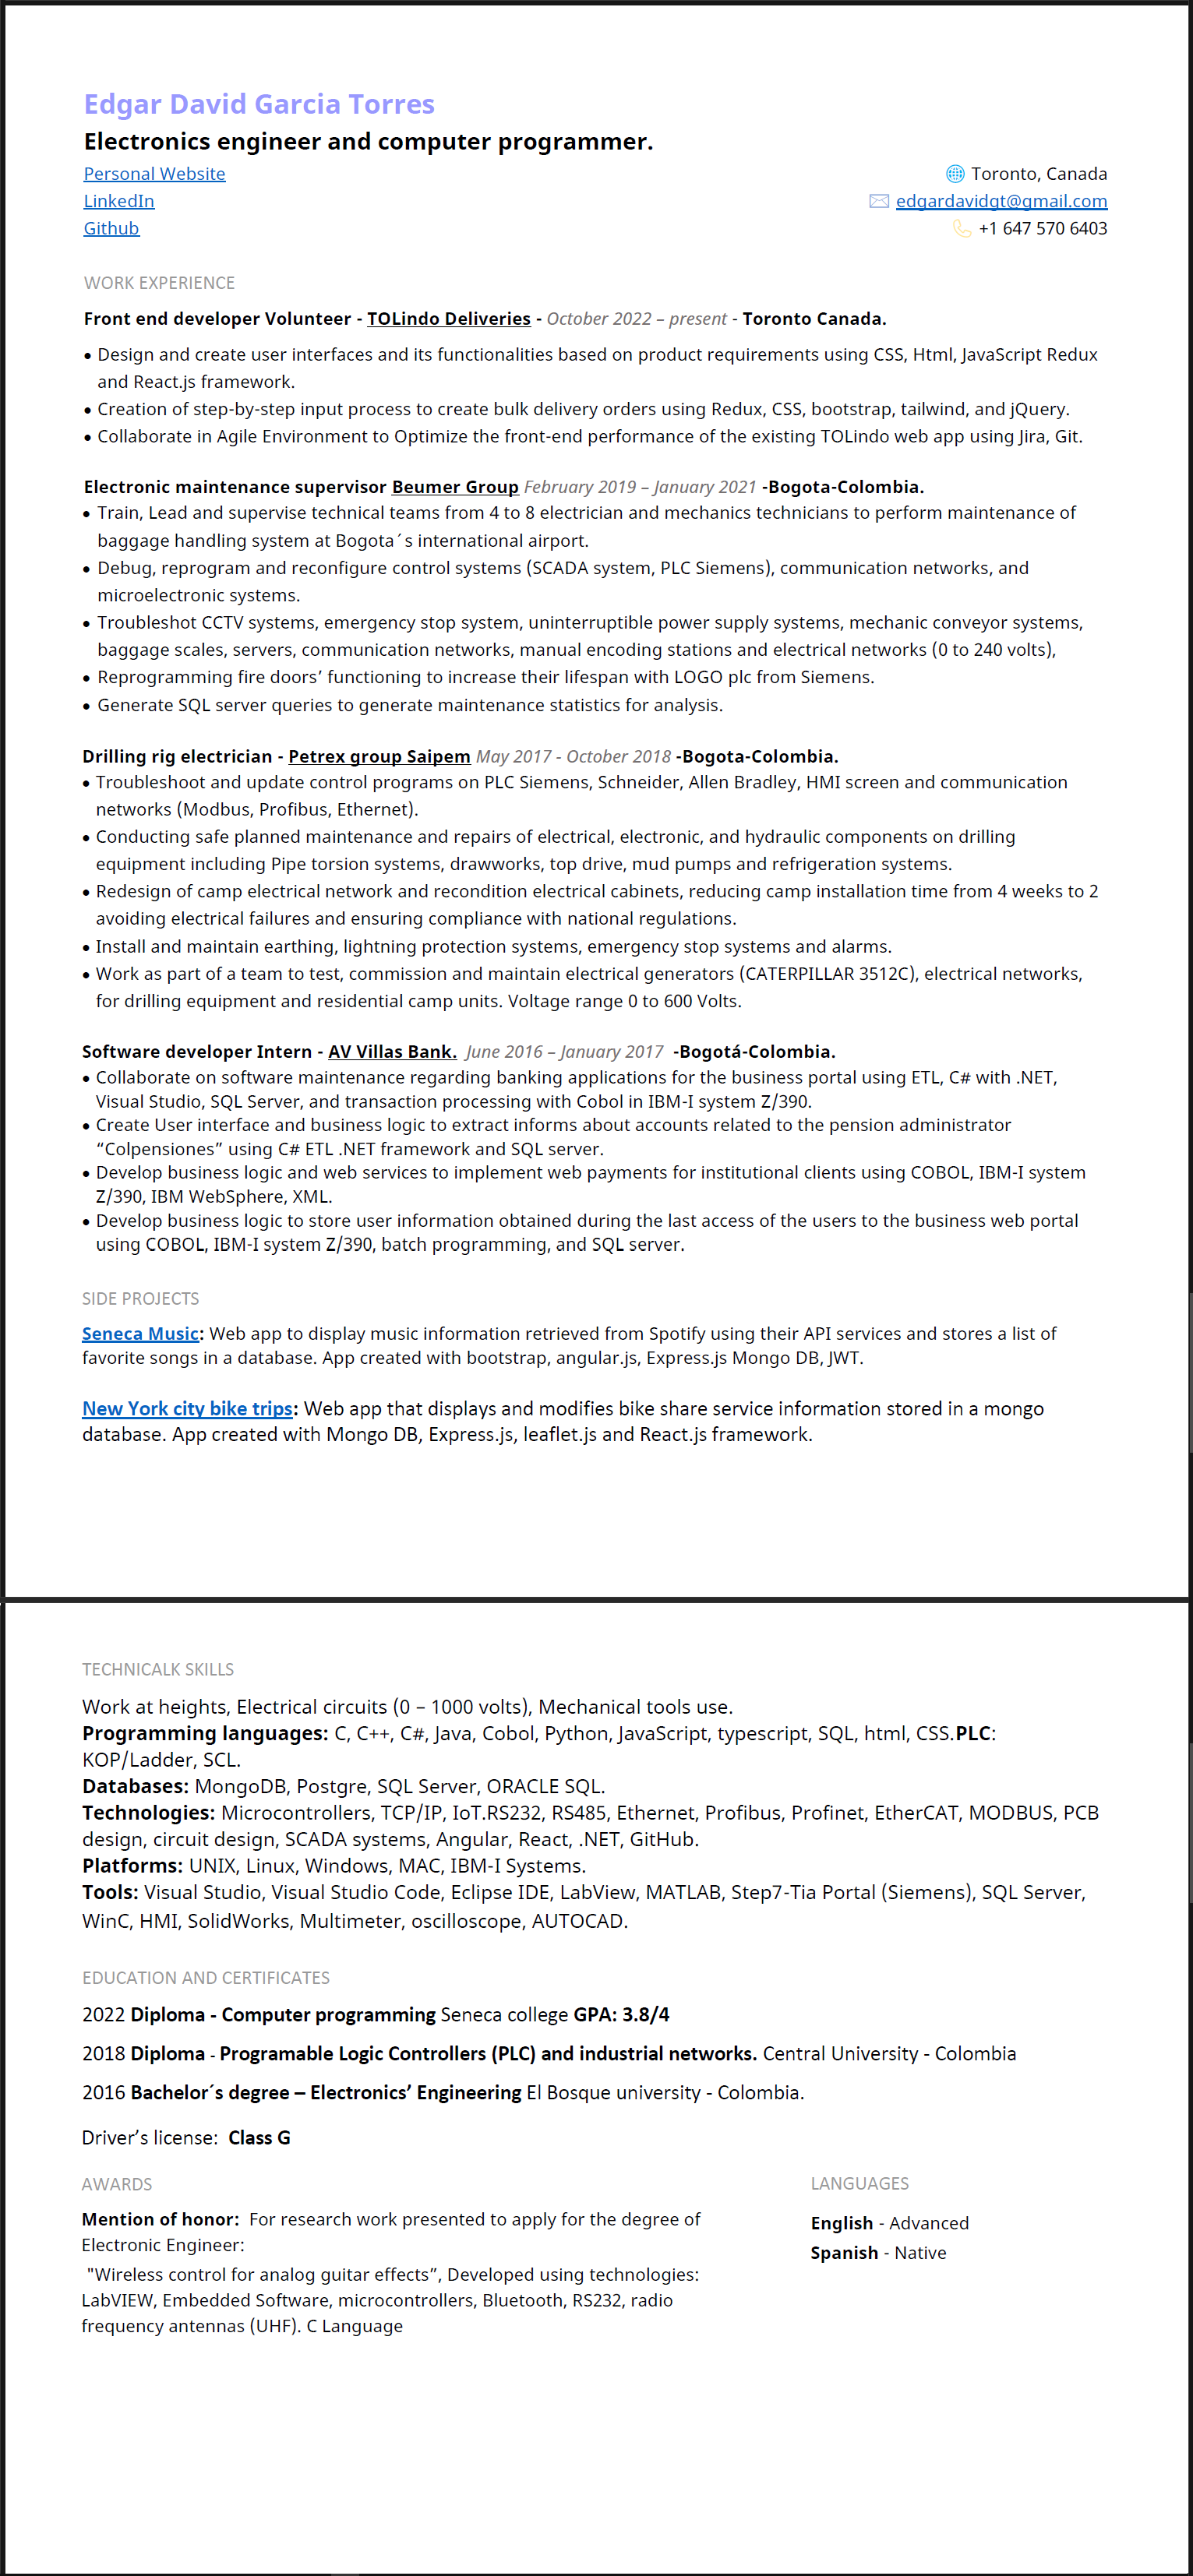 Edgar David Garcia Torres
Electronics engineer and computer programmer.
Personal Website
Toronto, Canada
LinkedIn
edgardavidgt@gmail.com
Github
+1 647 570 6403
WORK EXPERIENCE
Front end developer Volunteer - TOLindo Deliveries - October 2022 – present - Toronto Canada.
• Design and create user interfaces and its functionalities based on product requirements using CSS, Html, JavaScript Redux
and React.js framework.
• Creation of step-by-step input process to create bulk delivery orders using Redux, CSS, bootstrap, tailwind, and jQuery.
• Collaborate in Agile Environment to Optimize the front-end performance of the existing TOLindo web app using Jira, Git.
Electronic maintenance supervisor Beumer Group February 2019 – January 2021 -Bogota-Colombia.
• Train, Lead and supervise technical teams from 4 to 8 electrician and mechanics technicians to perform maintenance of
baggage handling system at Bogota´s international airport.
• Debug, reprogram and reconfigure control systems (SCADA system, PLC Siemens), communication networks, and
microelectronic systems.
• Troubleshot CCTV systems, emergency stop system, uninterruptible power supply systems, mechanic conveyor systems,
baggage scales, servers, communication networks, manual encoding stations and electrical networks (0 to 240 volts),
• Reprogramming fire doors’ functioning to increase their lifespan with LOGO plc from Siemens.
• Generate SQL server queries to generate maintenance statistics for analysis.
Drilling rig electrician - Petrex group Saipem May 2017 - October 2018 -Bogota-Colombia.
• Troubleshoot and update control programs on PLC Siemens, Schneider, Allen Bradley, HMI screen and communication
networks (Modbus, Profibus, Ethernet).
• Conducting safe planned maintenance and repairs of electrical, electronic, and hydraulic components on drilling
equipment including Pipe torsion systems, drawworks, top drive, mud pumps and refrigeration systems.
• Redesign of camp electrical network and recondition electrical cabinets, reducing camp installation time from 4 weeks to 2
avoiding electrical failures and ensuring compliance with national regulations.
• Install and maintain earthing, lightning protection systems, emergency stop systems and alarms.
• Work as part of a team to test, commission and maintain electrical generators (CATERPILLAR 3512C), electrical networks,
for drilling equipment and residential camp units. Voltage range 0 to 600 Volts.
Software developer Intern - AV Villas Bank. June 2016 – January 2017 -Bogotá-Colombia.
• Collaborate on software maintenance regarding banking applications for the business portal using ETL, C# with .NET,
Visual Studio, SQL Server, and transaction processing with Cobol in IBM-I system Z/390.
• Create User interface and business logic to extract informs about accounts related to the pension administrator
“Colpensiones” using C# ETL .NET framework and SQL server.
• Develop business logic and web services to implement web payments for institutional clients using COBOL, IBM-I system
Z/390, IBM WebSphere, XML.
• Develop business logic to store user information obtained during the last access of the users to the business web portal
using COBOL, IBM-I system Z/390, batch programming, and SQL server.
SIDE PROJECTS
Seneca Music: Web app to display music information retrieved from Spotify using their API services and stores a list of
favorite songs in a database. App created with bootstrap, angular.js, Express.js Mongo DB, JWT.
New York city bike trips: Web app that displays and modifies bike share service information stored in a mongo
database. App created with Mongo DB, Express.js, leaflet.js and React.js framework.
TECHNICALK SKILLS
Work at heights, Electrical circuits (0 – 1000 volts), Mechanical tools use.
Programming languages: C, C++, C#, Java, Cobol, Python, JavaScript, typescript, SQL, html, CSS.PLC:
KOP/Ladder, SCL.
Databases: MongoDB, Postgre, SQL Server, ORACLE SQL.
Technologies: Microcontrollers, TCP/IP, IoT.RS232, RS485, Ethernet, Profibus, Profinet, EtherCAT, MODBUS, PCB
design, circuit design, SCADA systems, Angular, React, .NET, GitHub.
Platforms: UNIX, Linux, Windows, MAC, IBM-I Systems.
Tools: Visual Studio, Visual Studio Code, Eclipse IDE, LabView, MATLAB, Step7-Tia Portal (Siemens), SQL Server,
WinC, HMI, SolidWorks, Multimeter, oscilloscope, AUTOCAD.
EDUCATION AND CERTIFICATES
2022 Diploma - Computer programming Seneca college GPA: 3.8/4
2018 Diploma - Programable Logic Controllers (PLC) and industrial networks. Central University - Colombia
2016 Bachelor´s degree – Electronics’ Engineering El Bosque university - Colombia.
Driver’s license: Class G
AWARDS
Mention of honor: For research work presented to apply for the degree of
Electronic Engineer:
"Wireless control for analog guitar effects”, Developed using technologies:
LabVIEW, Embedded Software, microcontrollers, Bluetooth, RS232, radio
frequency antennas (UHF). C Language
LANGUAGES
English - Advanced
Spanish - Native